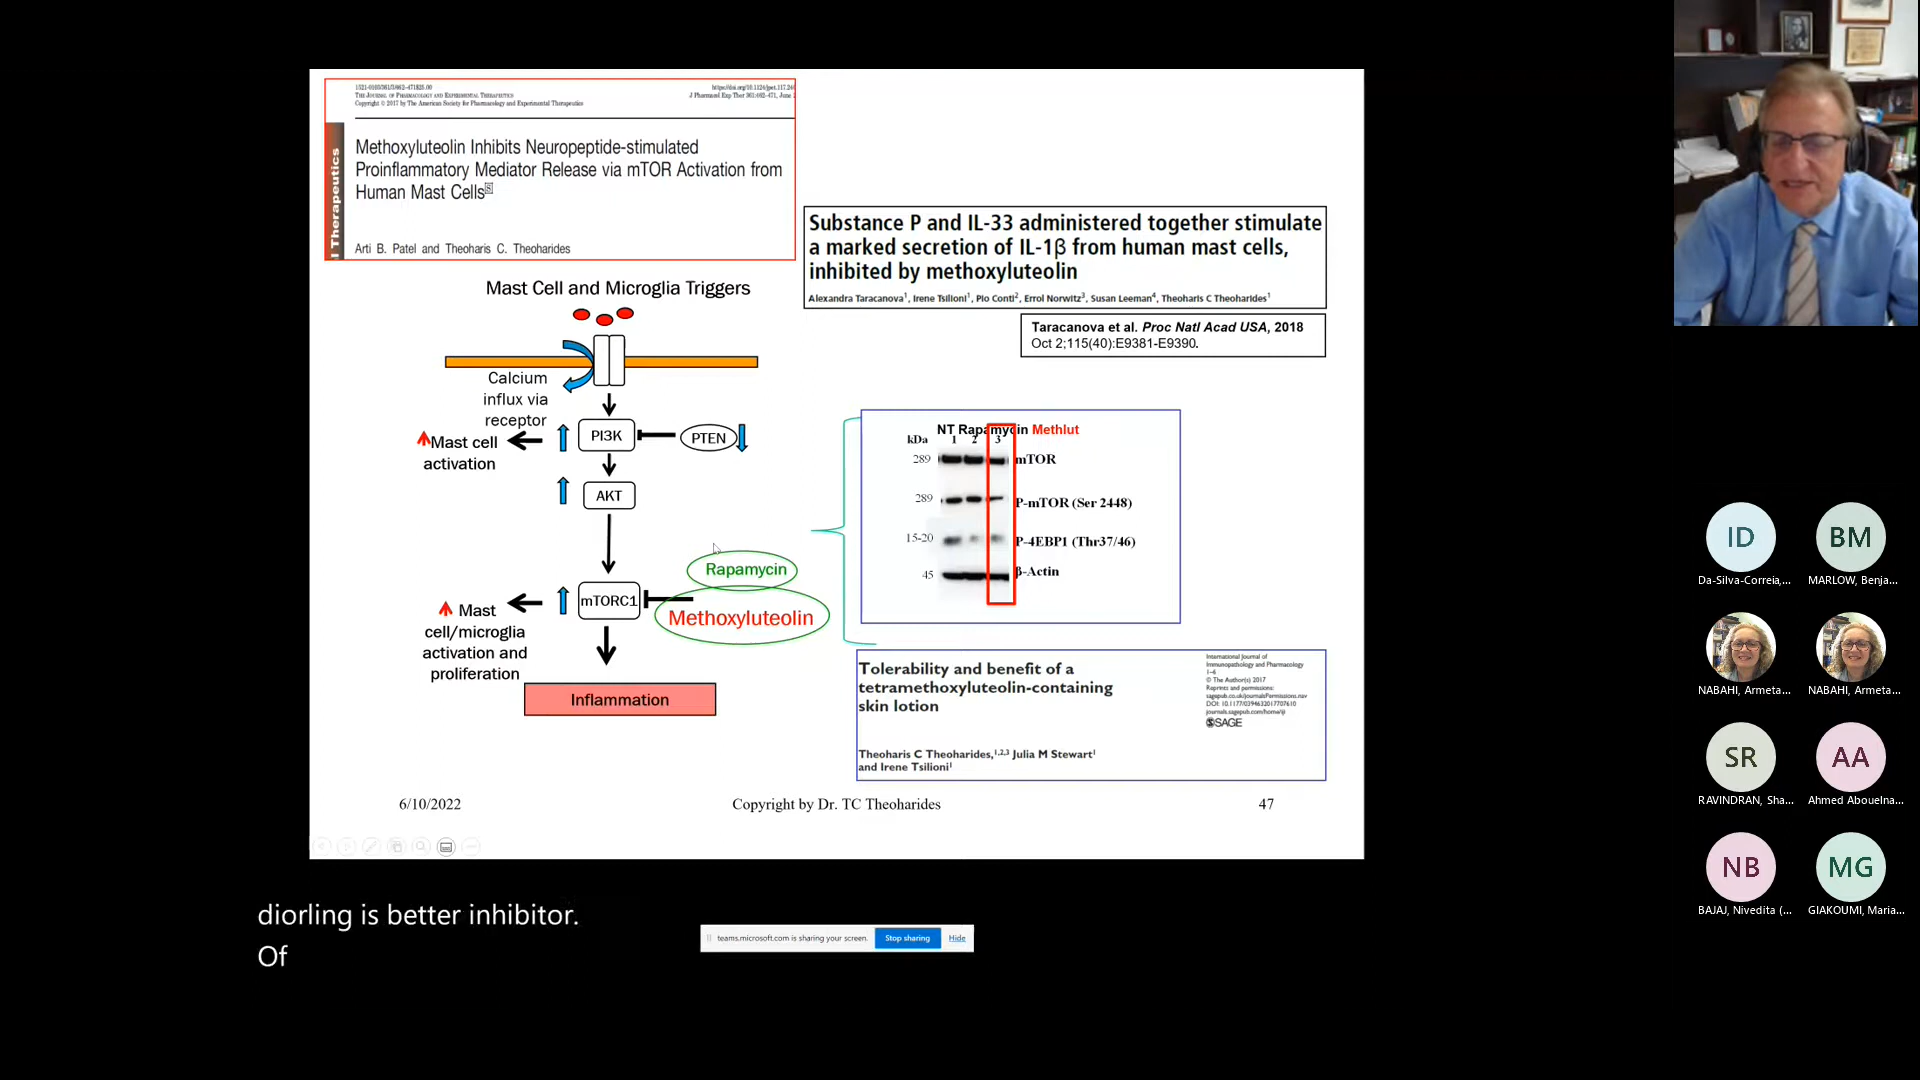 1521-0103/361/3/462–471$25.00
THE JOURNAL OF PHARMACOLOGY AND EXPERIMENTAL THERAPEUTICS
Copyright © 2017 by The American Society for Pharmacology and Experimental Therapeutics
https://doi.org/10.1124/jpet.117.24
J Pharmacol Exp Ther 361:462–471, June
Therapeutics
Methoxyluteolin Inhibits Neuropeptide-stimulated
Proinflammatory Mediator Release via mTOR Activation from
Human Mast Cells
Arti B. Patel and Theoharis C. Theoharides
Substance P and IL-33 administered together stimulate
a marked secretion of IL-1β from human mast cells,
inhibited by methoxyluteolin
Alexandra Taracanova¹, Irene Tsilioni¹, Pio Conti², Errol Norwitz³, Susan Leeman⁴, Theoharis C Theoharides¹
Taracanova et al. Proc Natl Acad USA, 2018
Oct 2;115(40):E9381-E9390.
Mast Cell and Microglia Triggers
Calcium
influx via
receptor
Mast cell
activation
PI3K
PTEN
AKT
Rapamycin
mTORC1
Methoxyluteolin
Mast
cell/microglia
activation and
proliferation
Inflammation
NT Rapamycin Methlut
kDa 1 2 3
289 mTOR
289 P-mTOR (Ser 2448)
15-20 P-4EBP1 (Thr37/46)
45 β-Actin
Tolerability and benefit of a
tetramethoxyluteolin-containing
skin lotion
International Journal of
Immunopathology and Pharmacology
1–6
© The Author(s) 2017
Reprints and permissions:
sagepub.co.uk/journalsPermissions.nav
DOI: 10.1177/0394632017707610
journals.sagepub.com/home/iji
SAGE
Theoharis C Theoharides,¹,²,³ Julia M Stewart¹
and Irene Tsilioni¹
6/10/2022
Copyright by Dr. TC Theoharides
47
diorling is better inhibitor.
Of
teams.microsoft.com is sharing your screen.
Stop sharing
Hide
ID
Da-Silva-Correia,...
BM
MARLOW, Benja...
NABAHI, Armeta...
NABAHI, Armeta...
SR
RAVINDRAN, Sha...
AA
Ahmed Abouelna...
NB
BAJAJ, Nivedita (...
MG
GIAKOUMI, Maria...